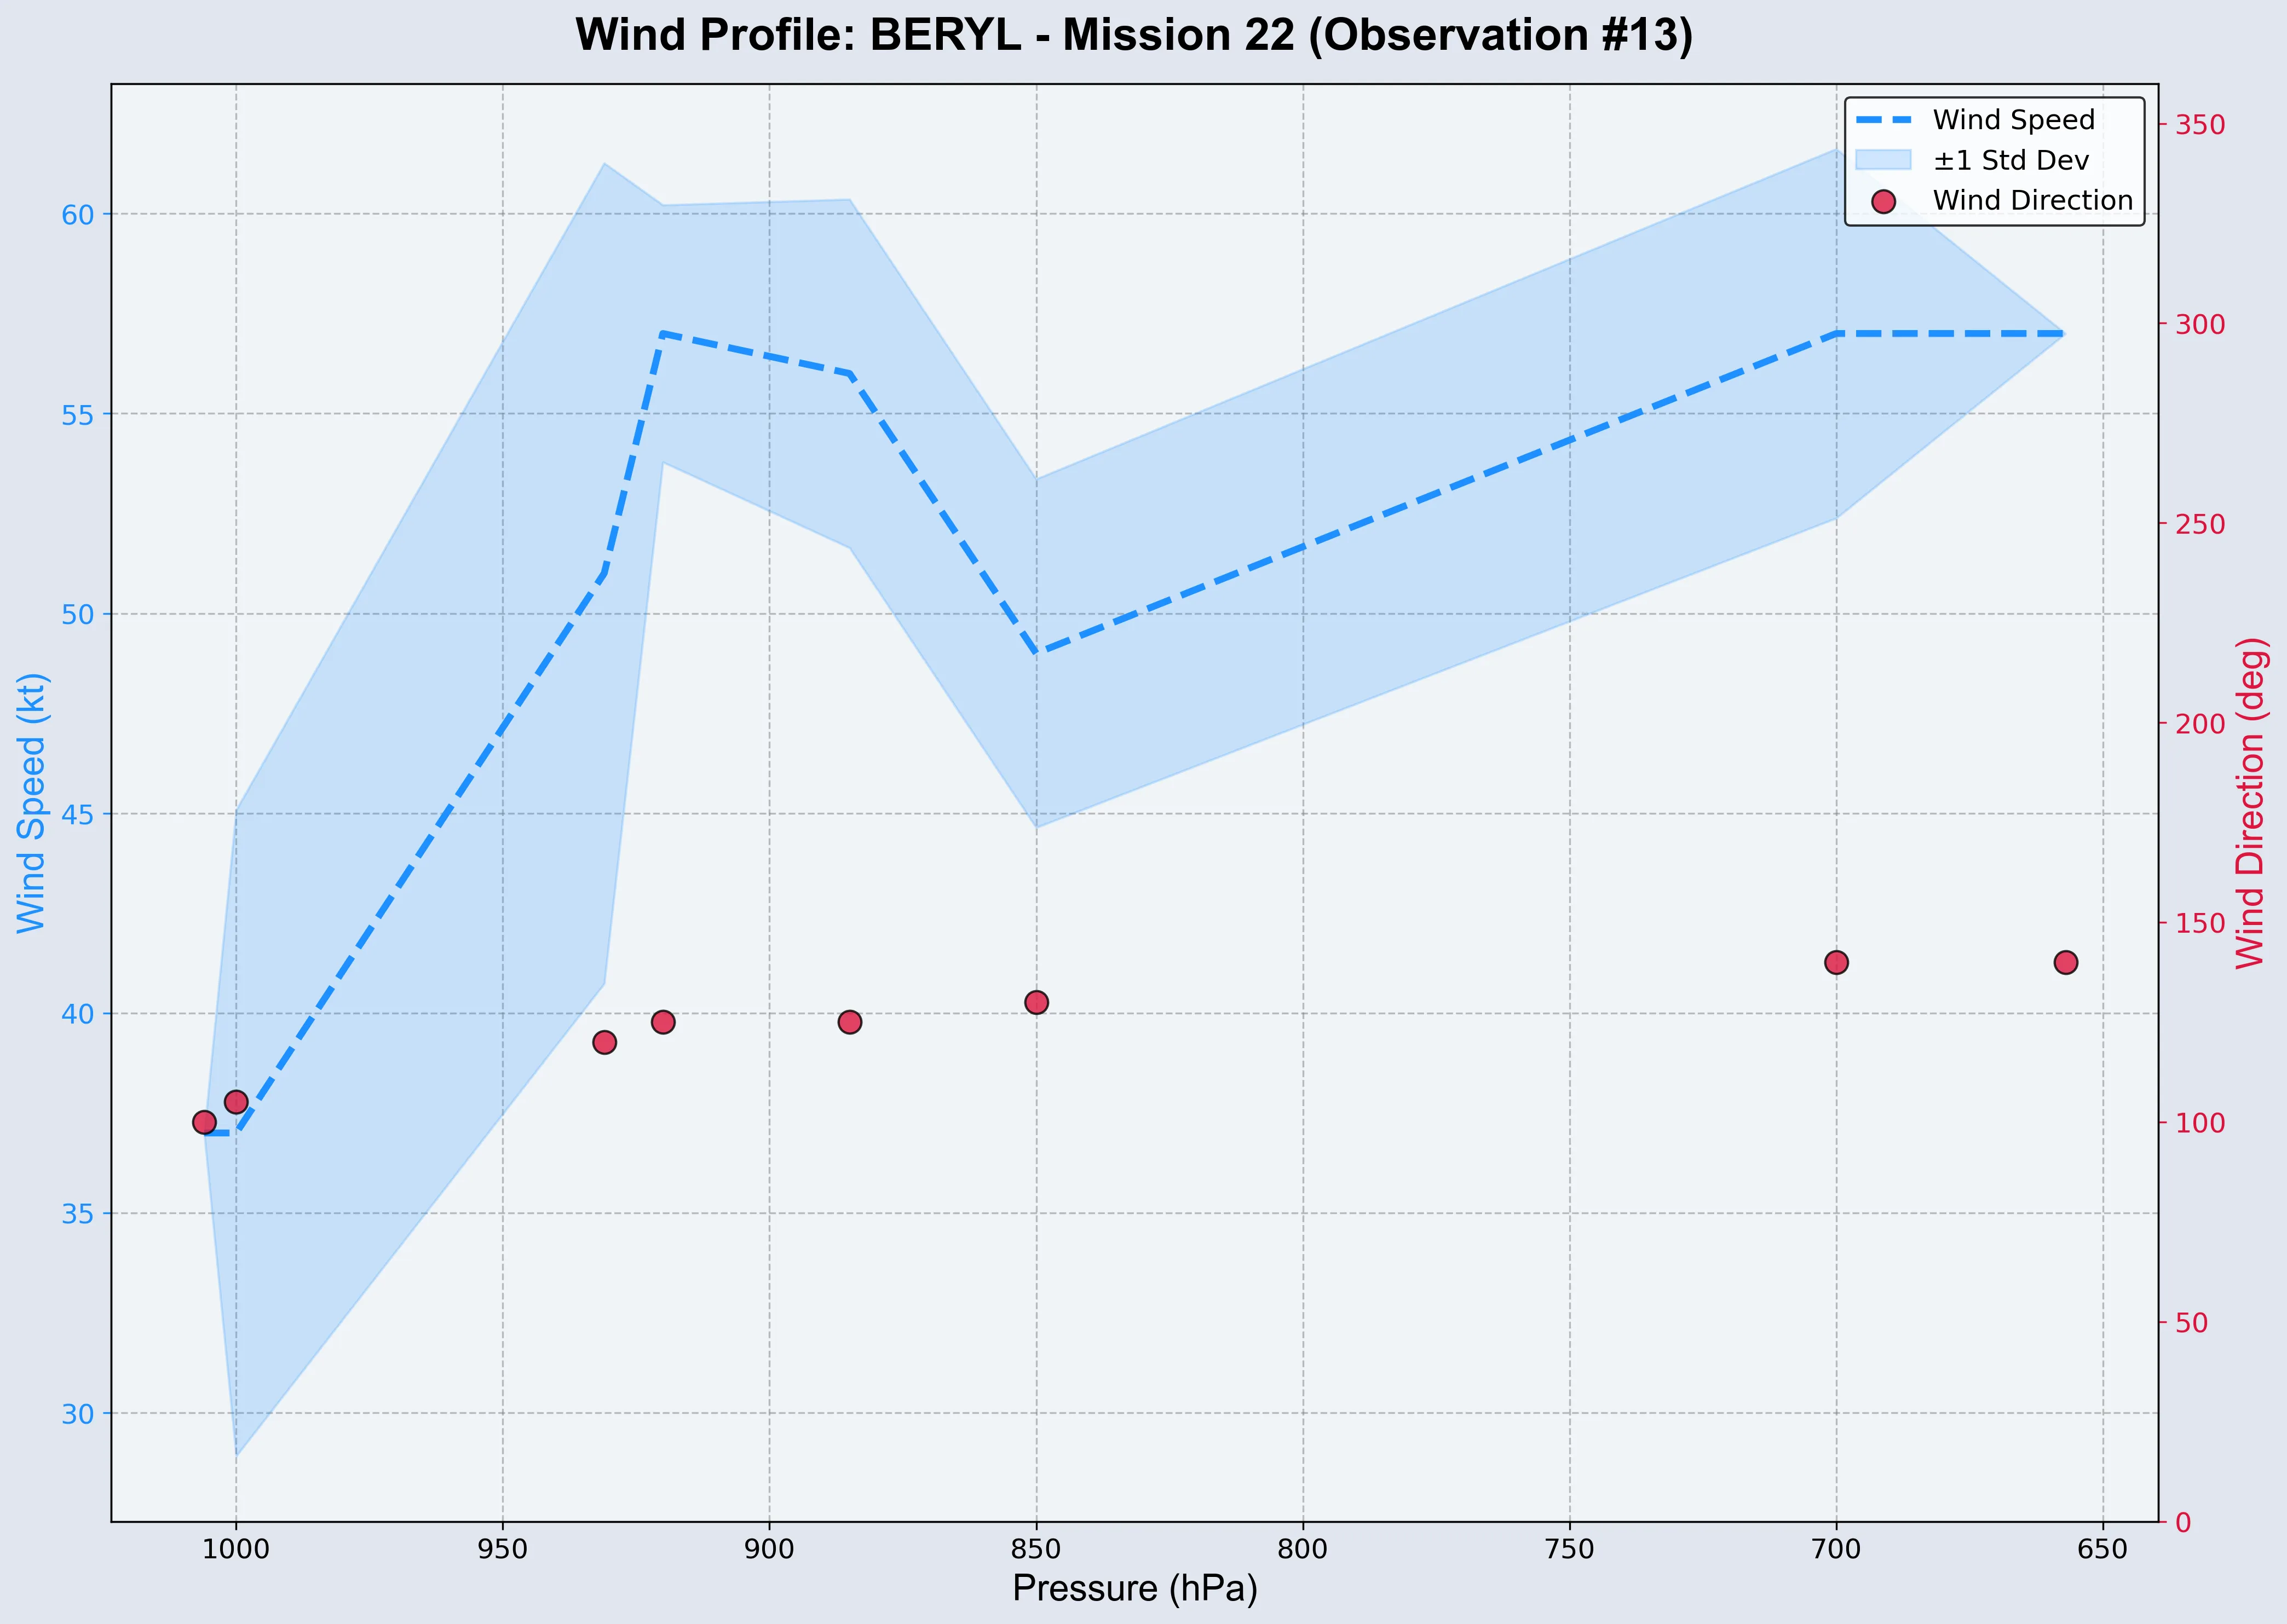 Wind Profile: BERYL - Mission 22 (Observation #13)
Wind Speed
±1 Std Dev
Wind Direction
Wind Speed (kt)
60
55
50
45
40
35
30
350
300
250
200
150
100
50
0
Wind Direction (deg)
1000 950 900 850 800 750 700 650
Pressure (hPa)